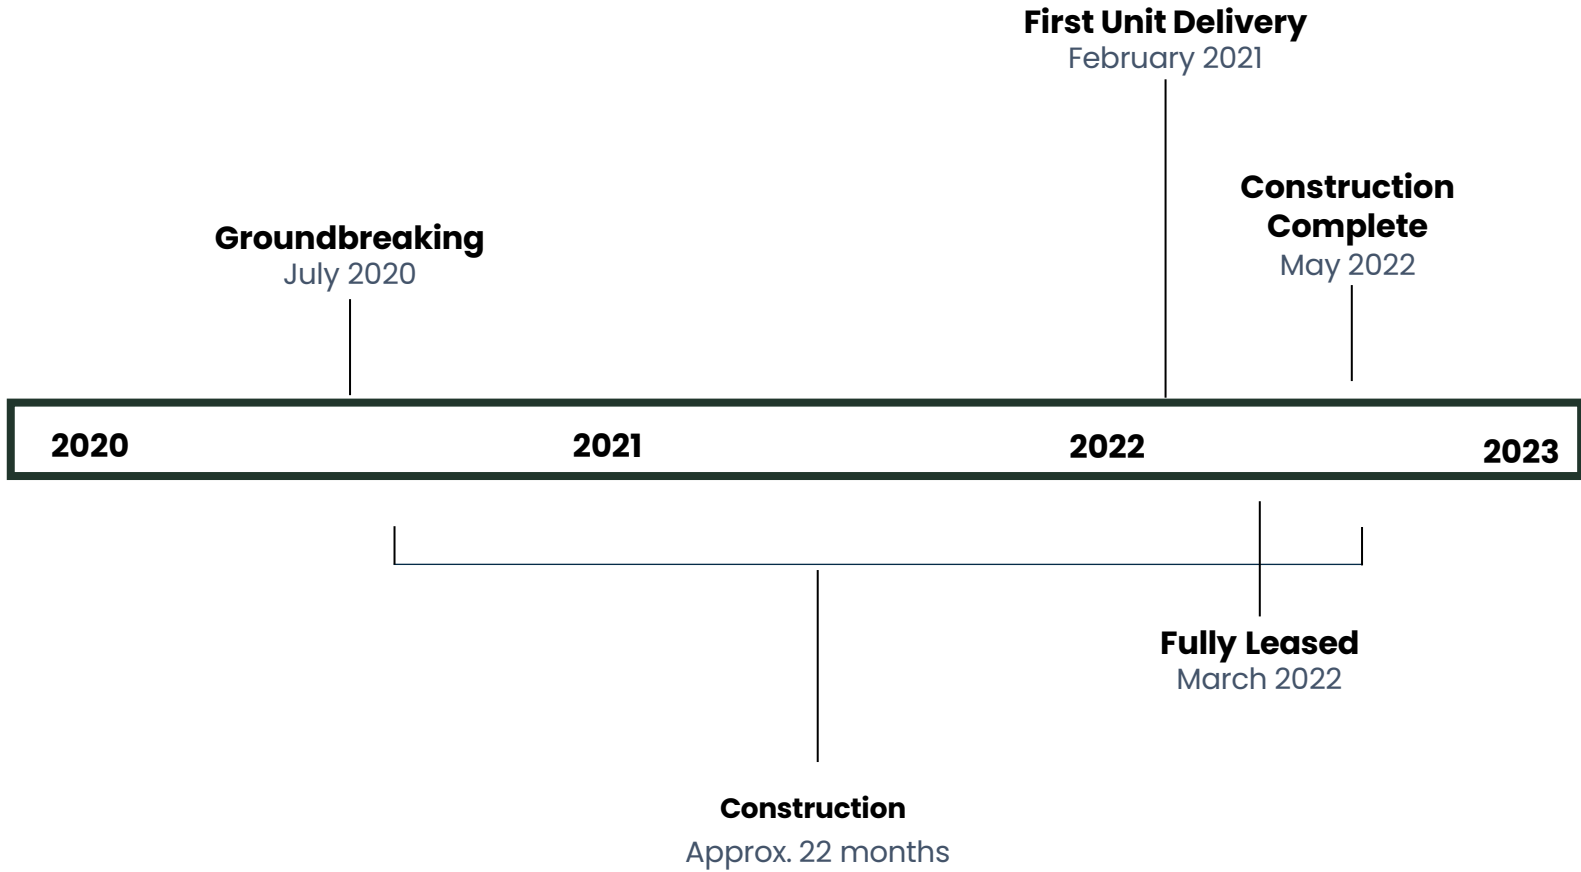 First Unit Delivery
February 2021
Construction
Complete
May 2022
Groundbreaking
July 2020
2020
2021
2022
2023
Fully Leased
March 2022
Construction
Approx. 22 months